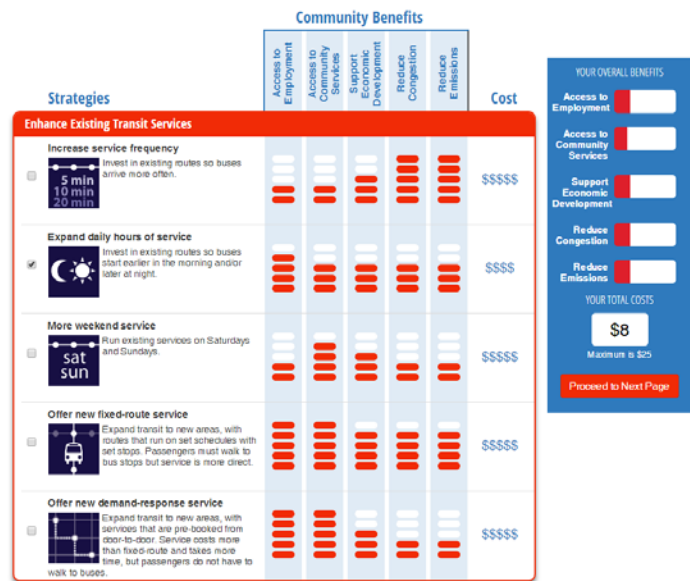 Community Benefits
Strategies
Access to
Employment
Access to
Community
Services
Support
Economic
Development
Reduce
Congestion
Reduce
Emissions
Cost
Enhance Existing Transit Services
Increase service frequency
5 min
10 min
20 min
Invest in existing routes so buses
arrive more often.
$$$$$
Expand daily hours of service
Invest in existing routes so buses
start earlier in the morning and/or
later at night.
$$$$
More weekend service
sat
sun
Run existing services on Saturdays
and Sundays.
$$$$$
Offer new fixed-route service
Expand transit to new areas, with
routes that run on set schedules with
set stops. Passengers must walk to
bus stops but service is more direct.
$$$$$
Offer new demand-response service
Expand transit to new areas, with
services that are pre-booked from
door-to-door. Service costs more
than fixed-route and takes more
time, but passengers do not have to
walk to buses.
$$$$$
YOUR OVERALL BENEFITS
Access to
Employment
Access to
Community
Services
Support
Economic
Development
Reduce
Congestion
Reduce
Emissions
YOUR TOTAL COSTS
$8
Maximum is $25
Proceed to Next Page